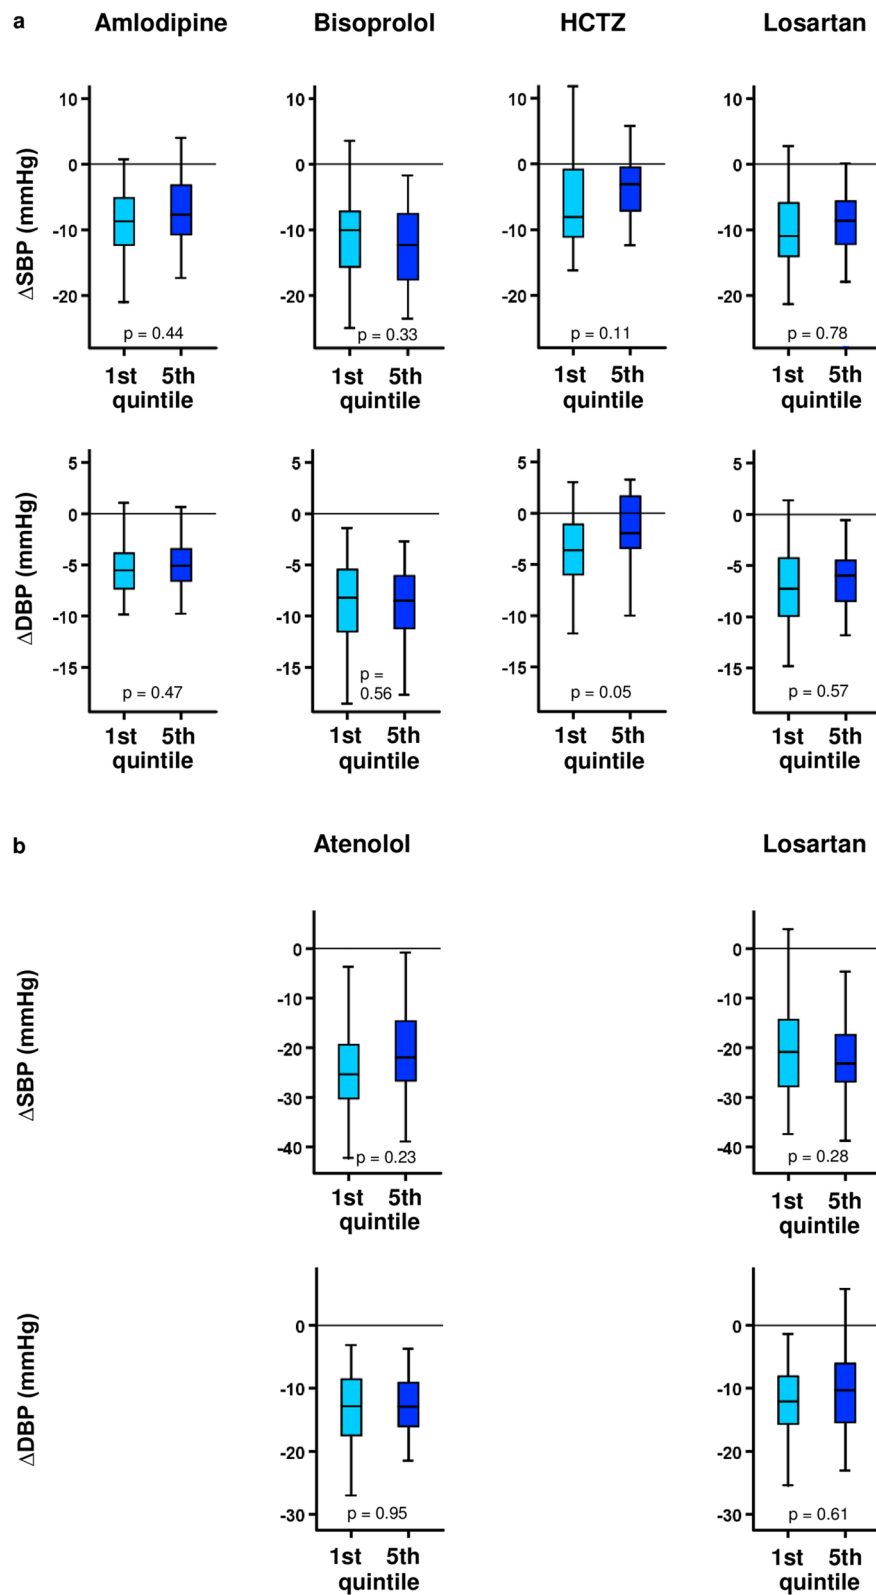 a
Amlodipine Bisoprolol HCTZ Losartan
ΔSBP (mmHg)
10 10 10 10
0 0 0 0
-10 -10 -10 -10
-20 -20 -20 -20
p = 0.44 p = 0.33 p = 0.11 p = 0.78
1st 5th 1st 5th 1st 5th 1st 5th
quintile quintile quintile quintile
ΔDBP (mmHg)
5 5 5 5
0 0 0 0
-5 -5 -5 -5
-10 -10 -10 -10
-15 -15 -15 -15
p = 0.47 p = 0.56 p = 0.05 p = 0.57
1st 5th 1st 5th 1st 5th 1st 5th
quintile quintile quintile quintile
b
Atenolol Losartan
ΔSBP (mmHg)
0 0
-10 -10
-20 -20
-30 -30
-40 -40
p = 0.23 p = 0.28
1st 5th 1st 5th
quintile quintile
ΔDBP (mmHg)
0 0
-10 -10
-20 -20
-30 -30
p = 0.95 p = 0.61
1st 5th 1st 5th
quintile quintile